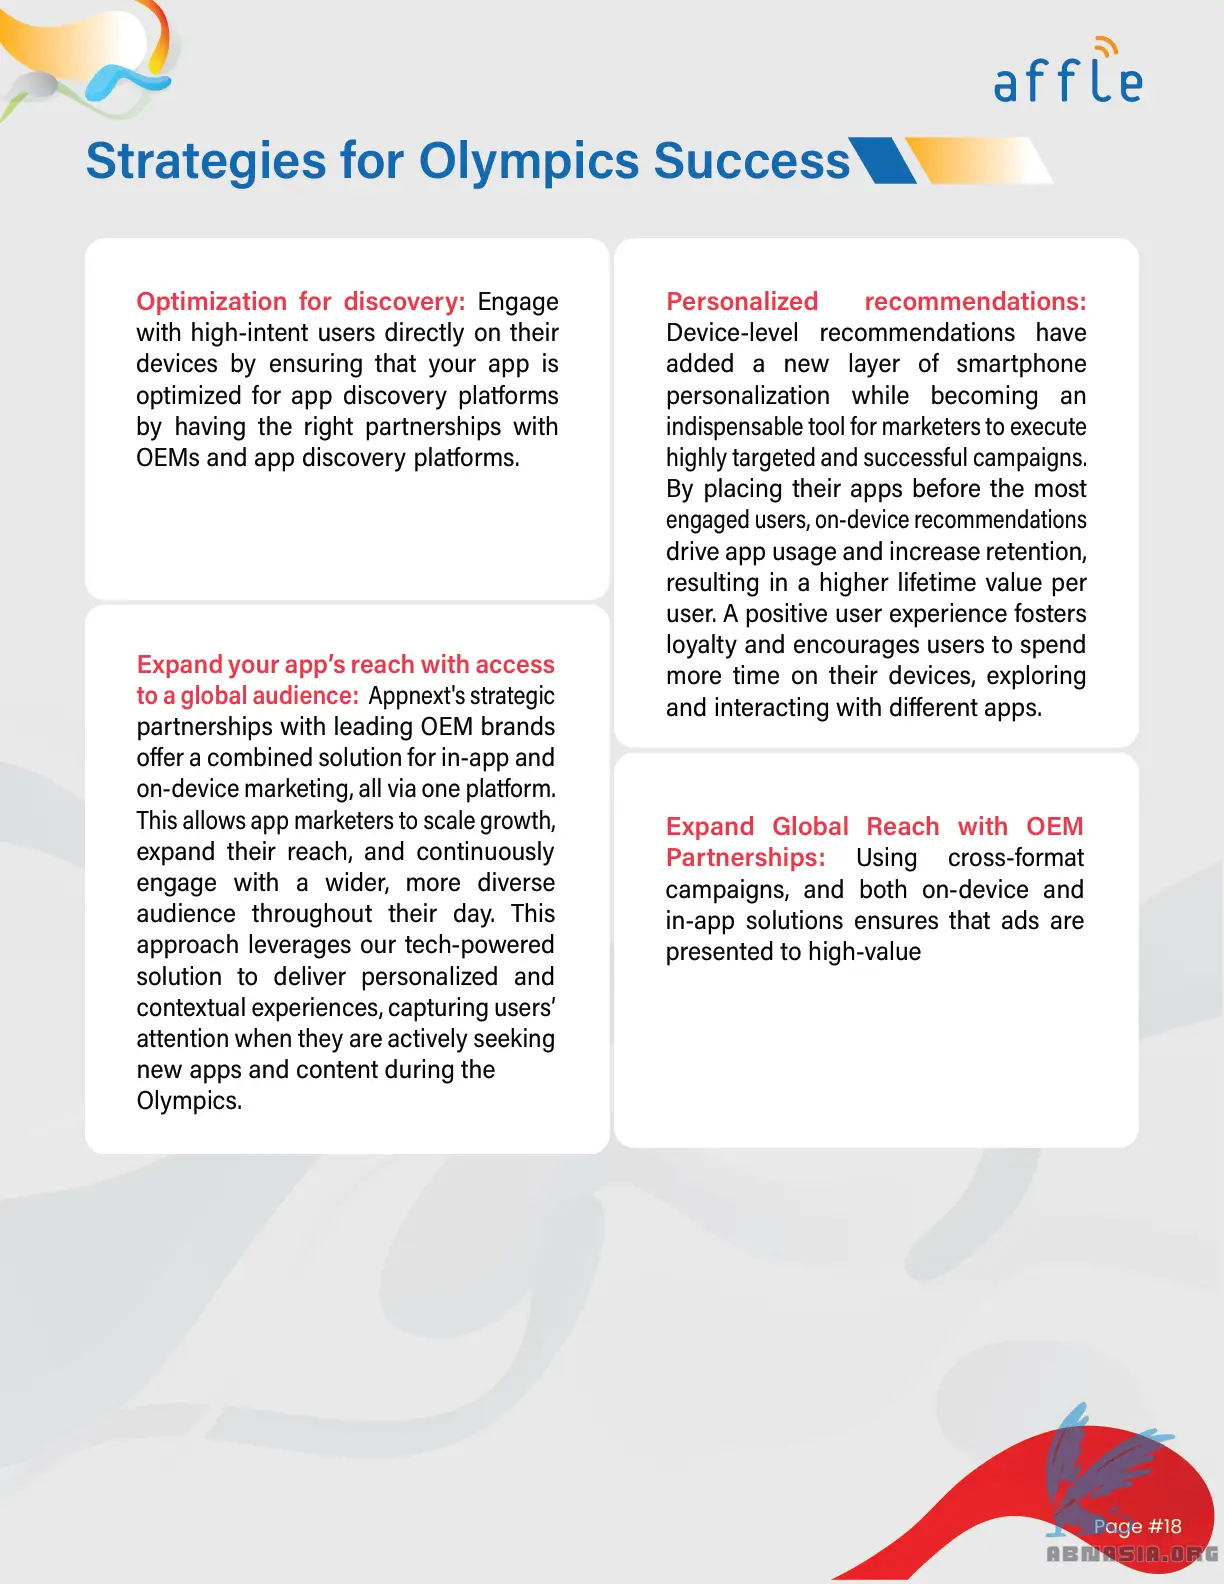 affle
Strategies for Olympics Success
Optimization for discovery: Engage
with high-intent users directly on their
devices by ensuring that your app is
optimized for app discovery platforms
by having the right partnerships with
OEMs and app discovery platforms.
Expand your app’s reach with access
to a global audience: Appnext's strategic
partnerships with leading OEM brands
offer a combined solution for in-app and
on-device marketing, all via one platform.
This allows app marketers to scale growth,
expand their reach, and continuously
engage with a wider, more diverse
audience throughout their day. This
approach leverages our tech-powered
solution to deliver personalized and
contextual experiences, capturing users’
attention when they are actively seeking
new apps and content during the
Olympics.
Personalized recommendations:
Device-level recommendations have
added a new layer of smartphone
personalization while becoming an
indispensable tool for marketers to execute
highly targeted and successful campaigns.
By placing their apps before the most
engaged users, on-device recommendations
drive app usage and increase retention,
resulting in a higher lifetime value per
user. A positive user experience fosters
loyalty and encourages users to spend
more time on their devices, exploring
and interacting with different apps.
Expand Global Reach with OEM
Partnerships: Using cross-format
campaigns, and both on-device and
in-app solutions ensures that ads are
presented to high-value
Page #18
ABNASIA.ORG